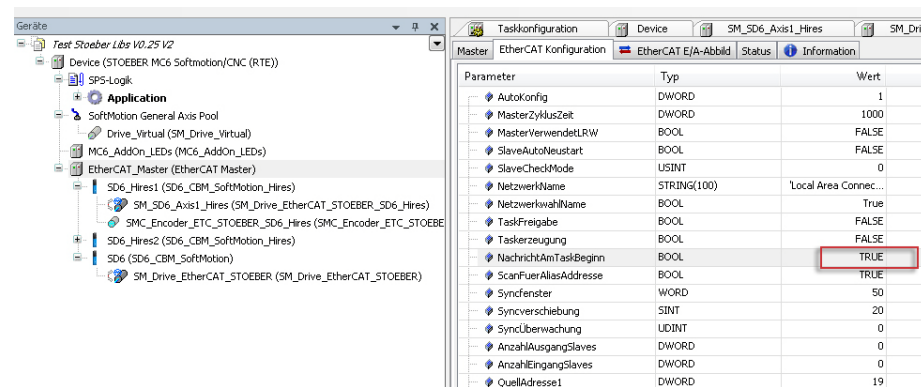 Geräte
Test Stoeber Libs V0.25 V2
Device (STOEBER MC6 Softmotion/CNC (RTE))
SPS-Logik
Application
SoftMotion General Axis Pool
Drive_Virtual (SM_Drive_Virtual)
MC6_AddOn_LEDs (MC6_AddOn_LEDs)
EtherCAT_Master (EtherCAT Master)
SD6_Hires1 (SD6_CBM_SoftMotion_Hires)
SM_SD6_Axis1_Hires (SM_Drive_EtherCAT_STOEBER_SD6_Hires)
SMC_Encoder_ETC_STOEBER_SD6_Hires (SMC_Encoder_ETC_STOEBE
SD6_Hires2 (SD6_CBM_SoftMotion_Hires)
SD6 (SD6_CBM_SoftMotion)
SM_Drive_EtherCAT_STOEBER (SM_Drive_EtherCAT_STOEBER)
Taskkonfiguration Device SM_SD6_Axis1_Hires SM_Dri
Master EtherCAT Konfiguration EtherCAT E/A-Abbild Status Information
Parameter Typ Wert
AutoKonfig DWORD 1
MasterZyklusZeit DWORD 1000
MasterVerwendetLRW BOOL FALSE
SlaveAutoNeustart BOOL FALSE
SlaveCheckMode USINT 0
NetzwerkName STRING(100) 'Local Area Connec...
NetzwerkwahlName BOOL True
TaskFreigabe BOOL FALSE
Taskerzeugung BOOL FALSE
NachrichtAmTaskBeginn BOOL TRUE
ScanFuerAliasAddresse BOOL TRUE
Syncfenster WORD 50
Syncverschiebung SINT 20
SyncÜberwachung UDINT 0
AnzahlAusgangSlaves DWORD 0
AnzahlEingangSlaves DWORD 0
QuellAdresse1 DWORD 19